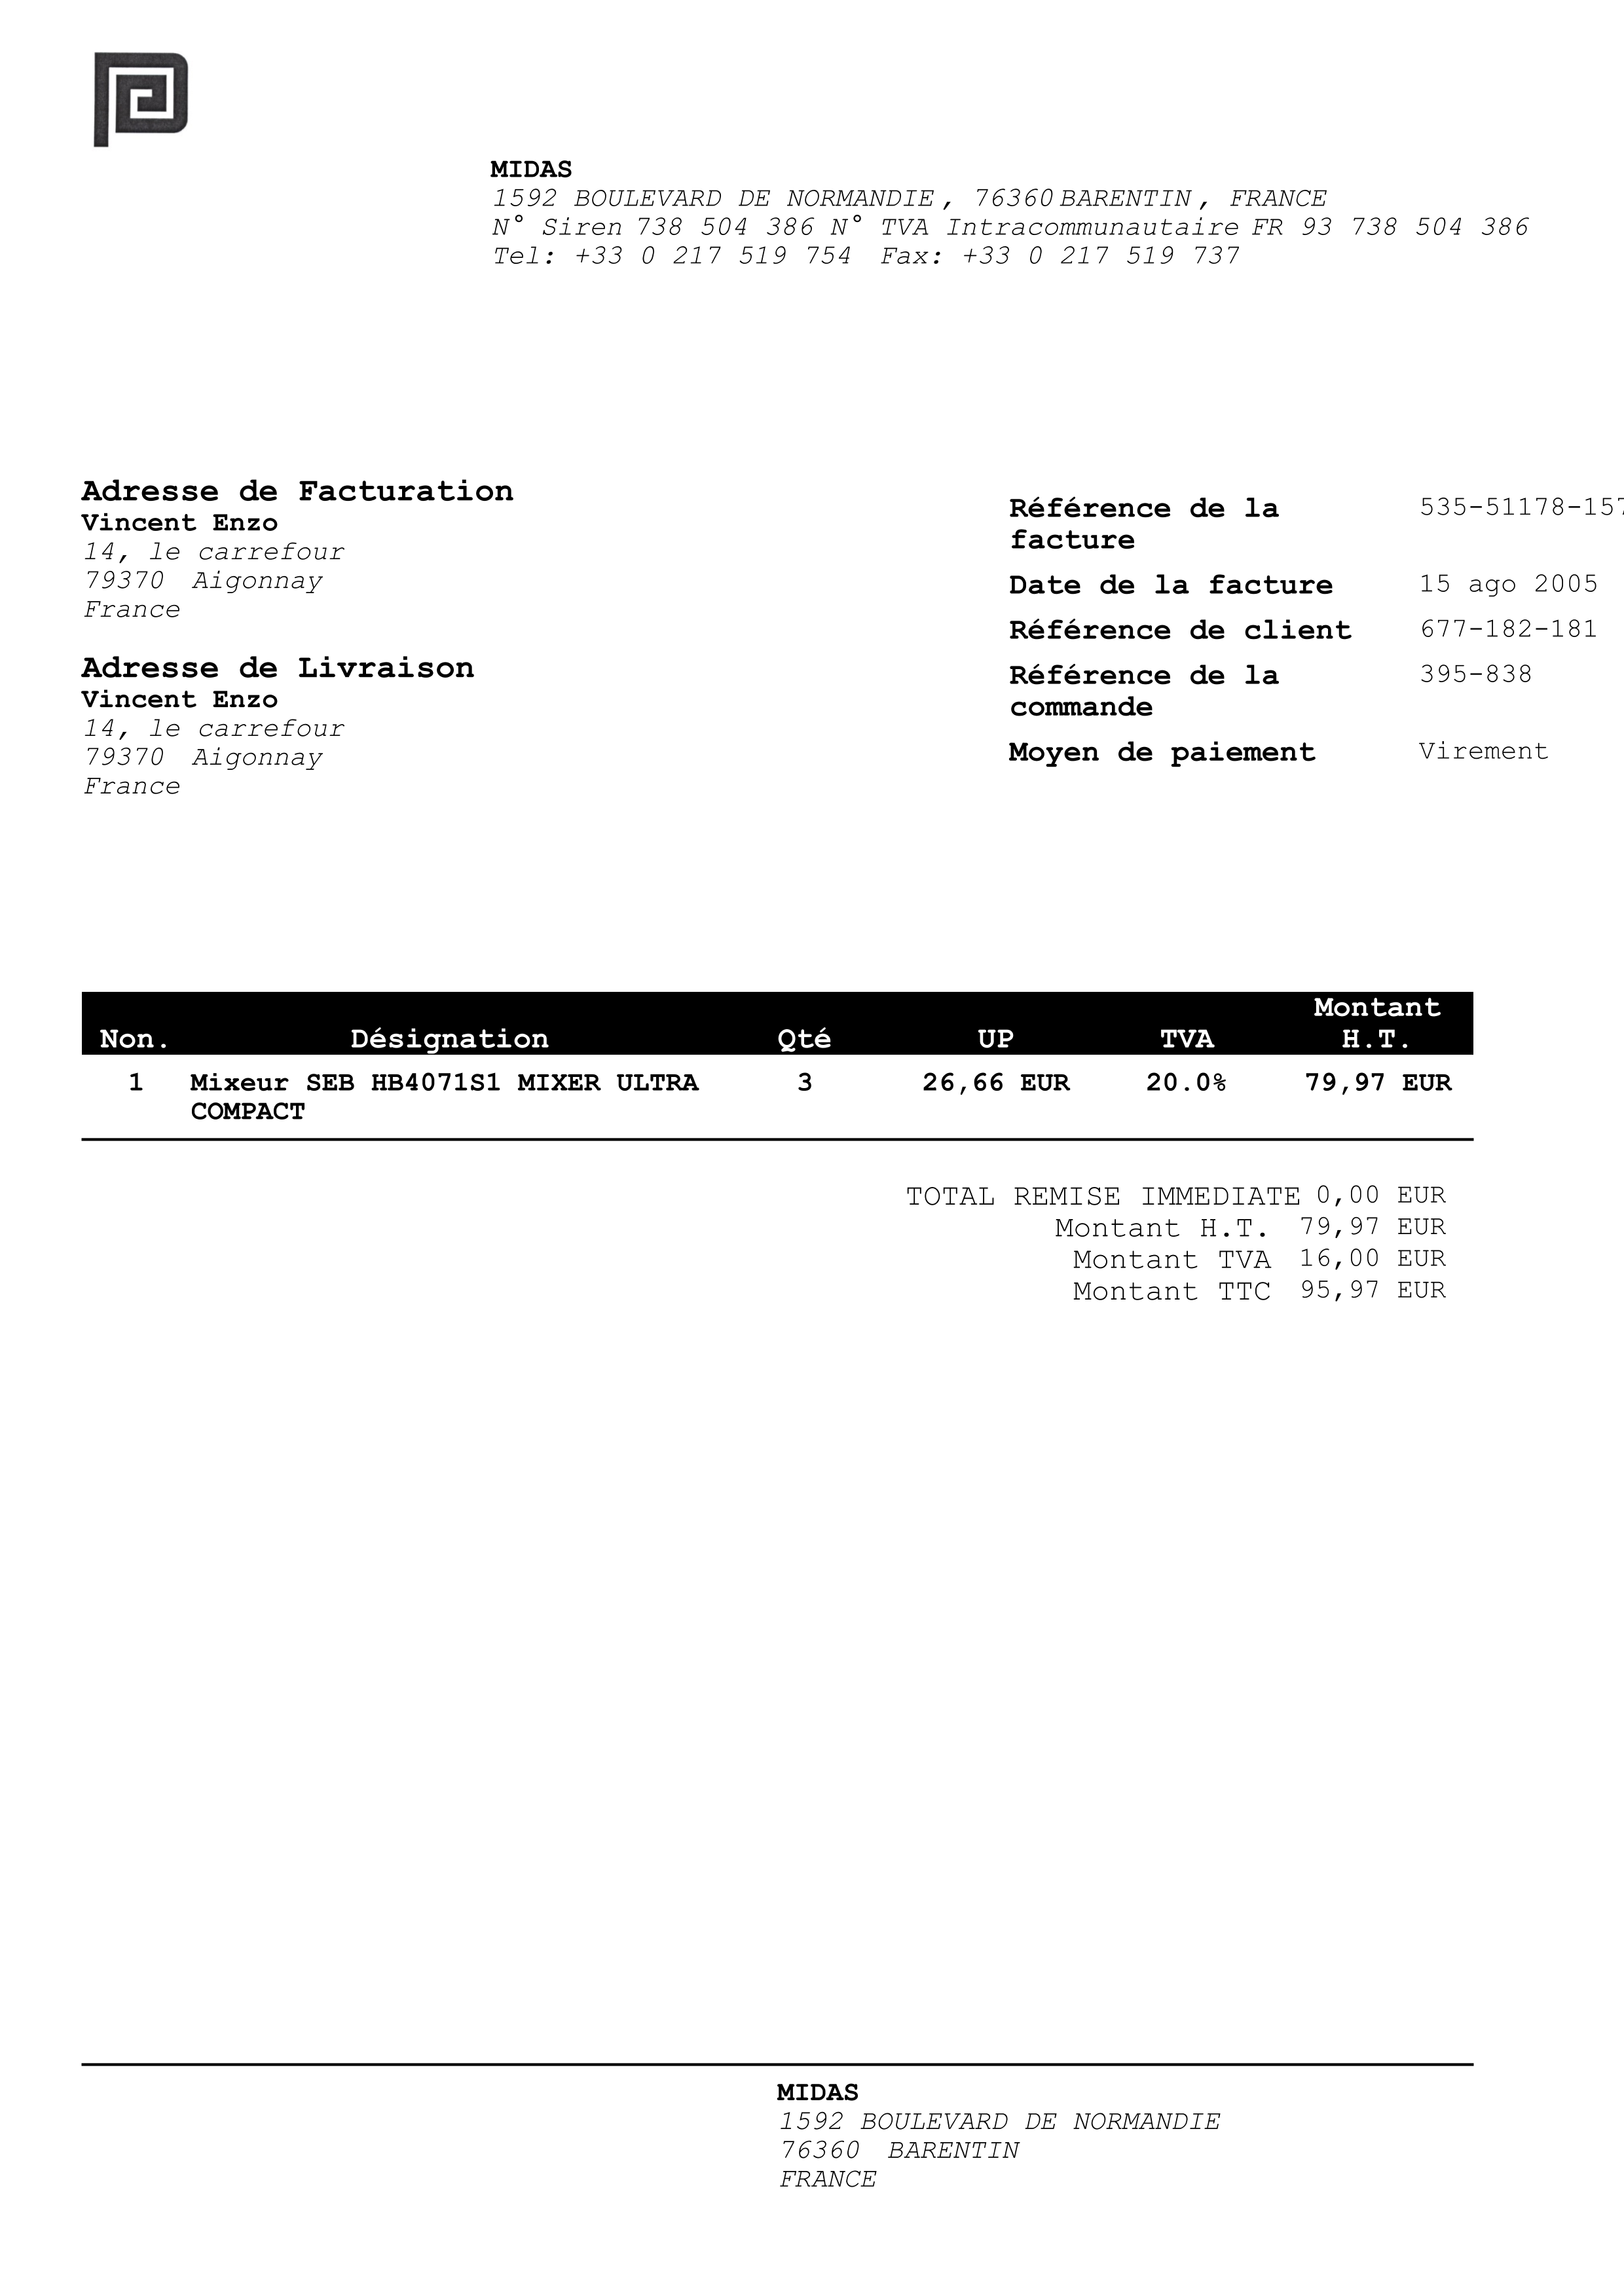 MIDAS
1592 BOULEVARD DE NORMANDIE, 76360 BARENTIN, FRANCE
N° Siren 738 504 386 N° TVA Intracommunautaire FR 93 738 504 386
Tel: +33 0 217 519 754 Fax: +33 0 217 519 737
Adresse de Facturation
Vincent Enzo
14, le carrefour
79370 Aigonnay
France
Adresse de Livraison
Vincent Enzo
14, le carrefour
79370 Aigonnay
France
Référence de la 535-51178-157
facture
Date de la facture 15 ago 2005
Référence de client 677-182-181
Référence de la 395-838
commande
Moyen de paiement Virement
Montant
Non. Désignation Qté UP TVA H.T.
1 Mixeur SEB HB4071S1 MIXER ULTRA 3 26,66 EUR 20.0% 79,97 EUR
COMPACT
TOTAL REMISE IMMEDIATE 0,00 EUR
Montant H.T. 79,97 EUR
Montant TVA 16,00 EUR
Montant TTC 95,97 EUR
MIDAS
1592 BOULEVARD DE NORMANDIE
76360 BARENTIN
FRANCE